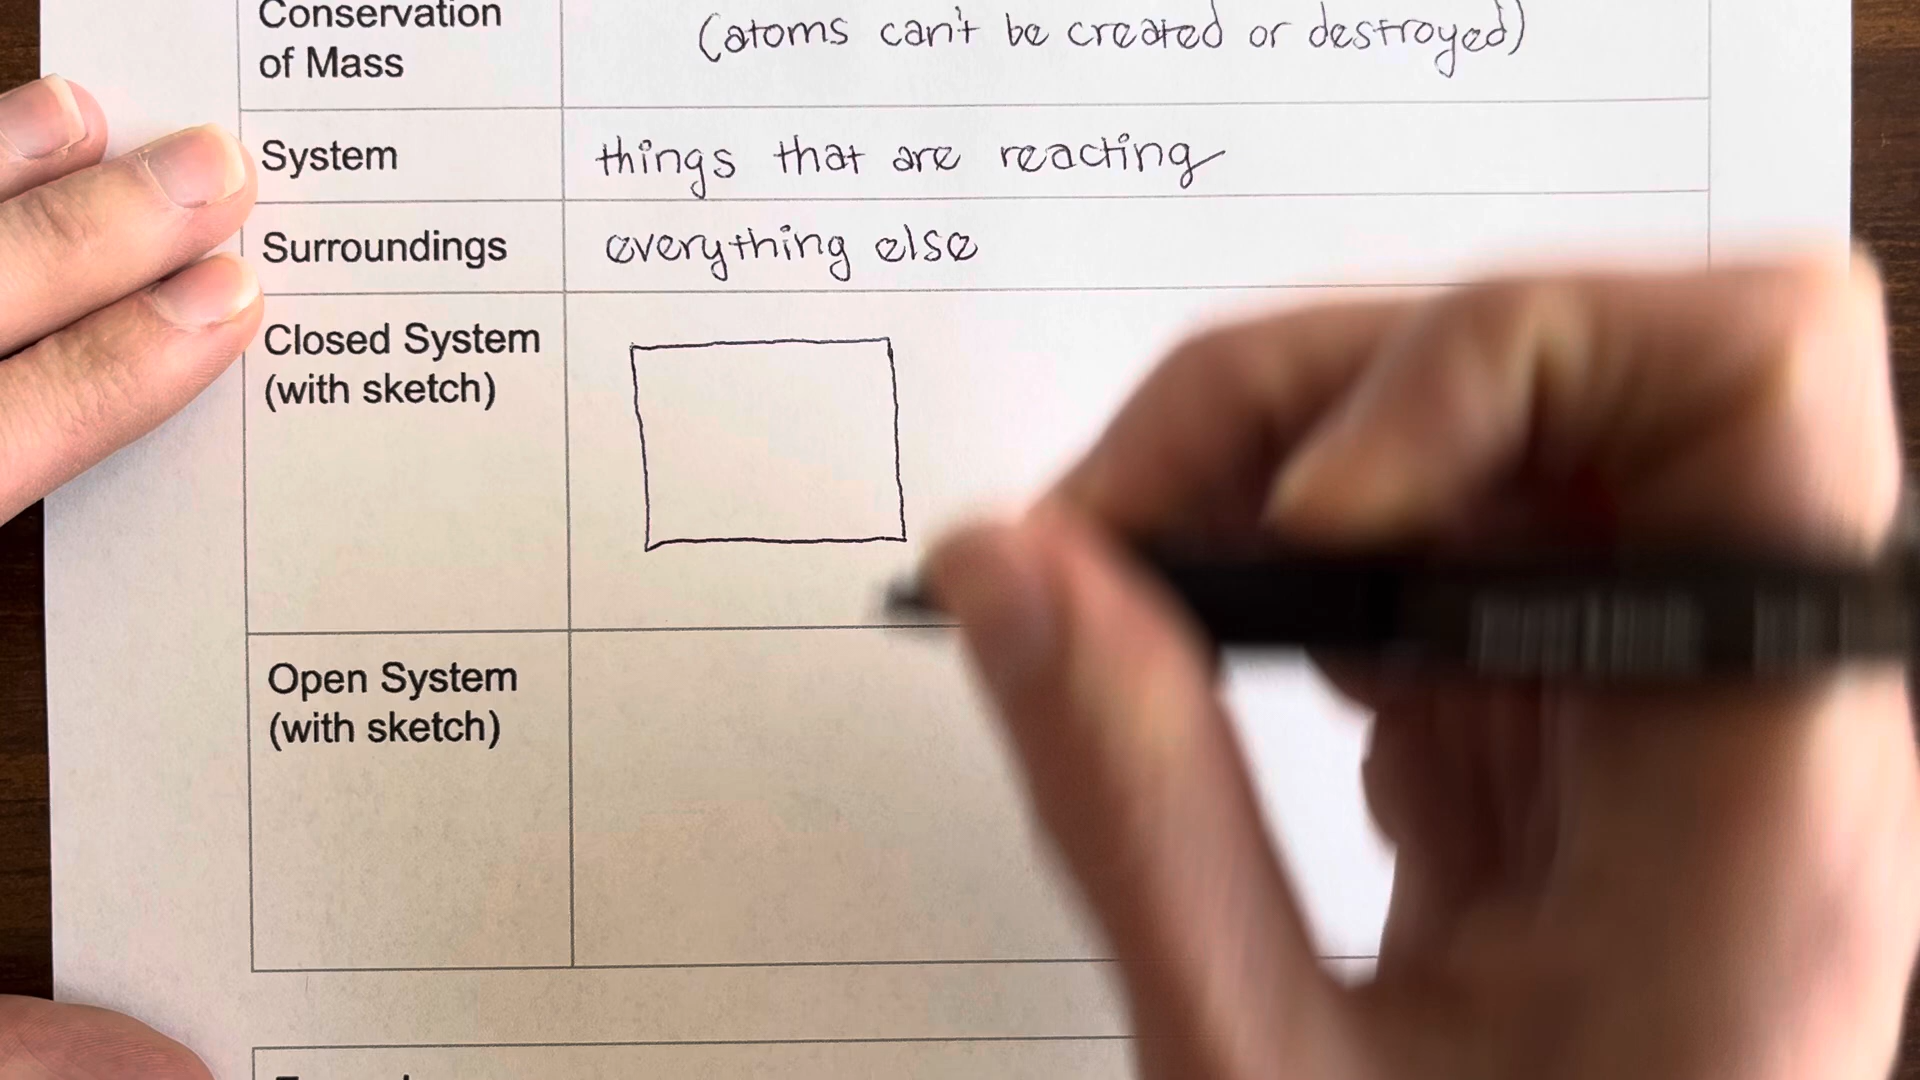 Conservation
of Mass
(atoms can't be created or destroyed)
System
things that are reacting
Surroundings
everything else
Closed System
(with sketch)
Open System
(with sketch)